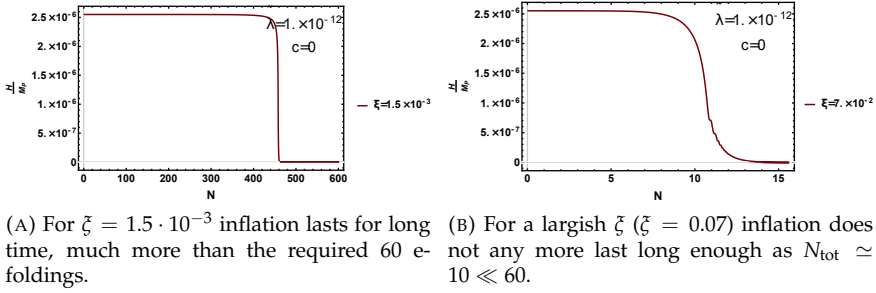 2.5×10⁻⁶
2.×10⁻⁶
1.5×10⁻⁶
1.×10⁻⁶
5.×10⁻⁷
0
H/Mₚ
0 100 200 300 400 500 600
N
λ=1.×10⁻¹²
c=0
ξ=1.5×10⁻³
2.5×10⁻⁶
2.×10⁻⁶
1.5×10⁻⁶
1.×10⁻⁶
5.×10⁻⁷
0
H/Mₚ
0 5 10 15
N
λ=1.×10⁻¹²
c=0
ξ=7.×10⁻²
(A) For ξ = 1.5 · 10⁻³ inflation lasts for long
time, much more than the required 60 e-
foldings.
(B) For a largish ξ (ξ = 0.07) inflation does
not any more last long enough as Nₜₒₜ ≃
10 ≪ 60.